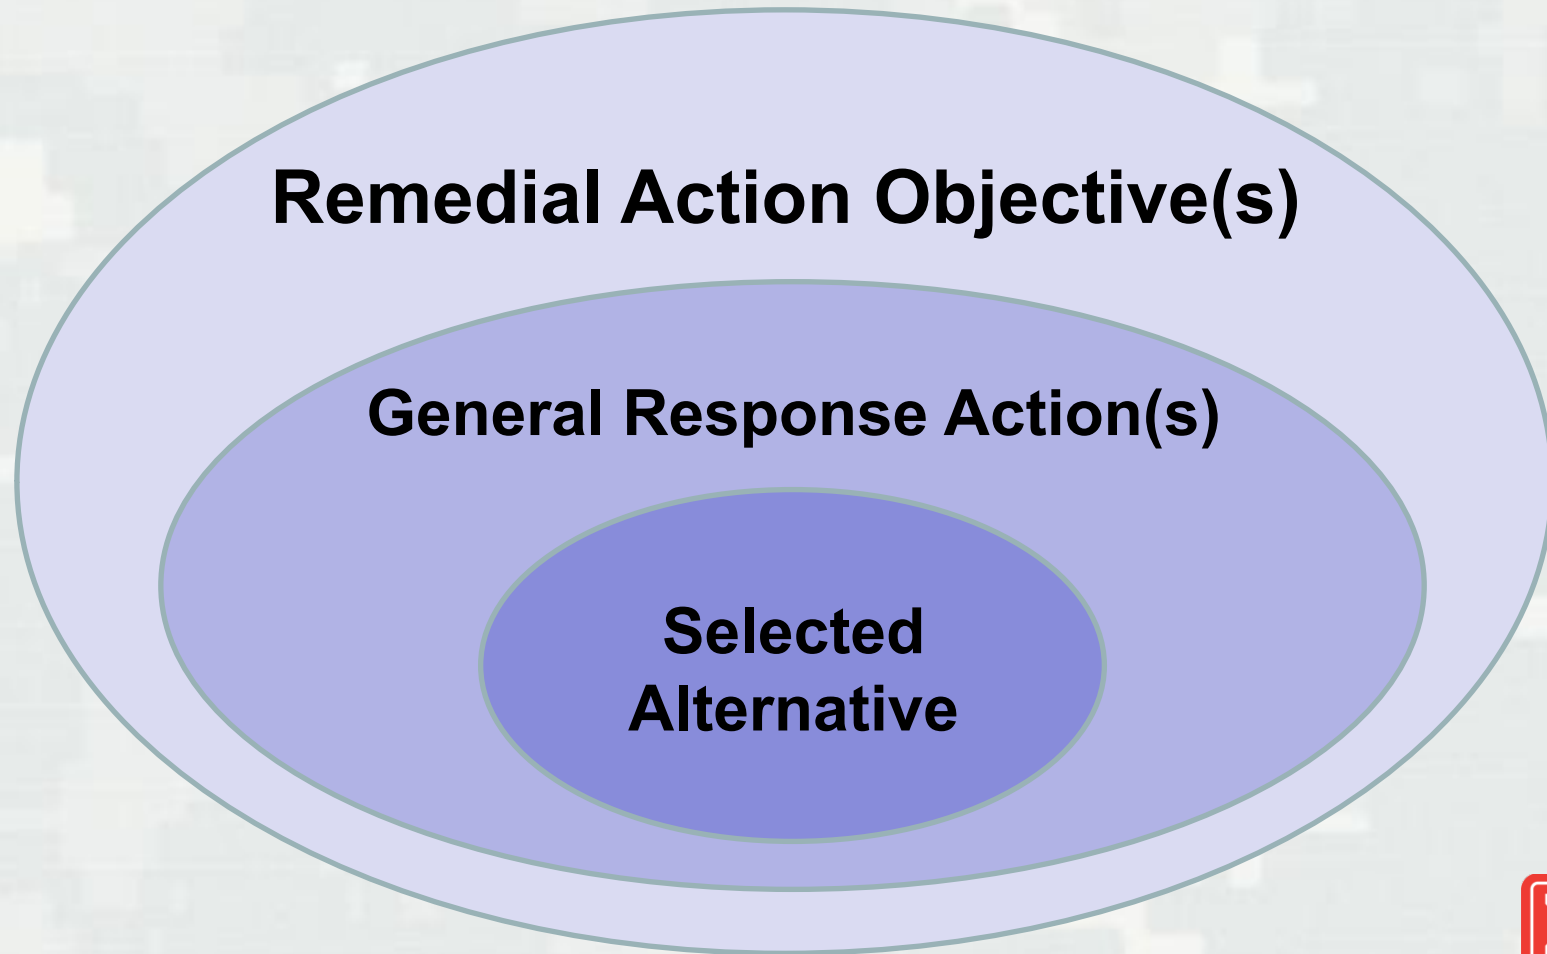 Remedial Action Objective(s)
General Response Action(s)
Selected
Alternative